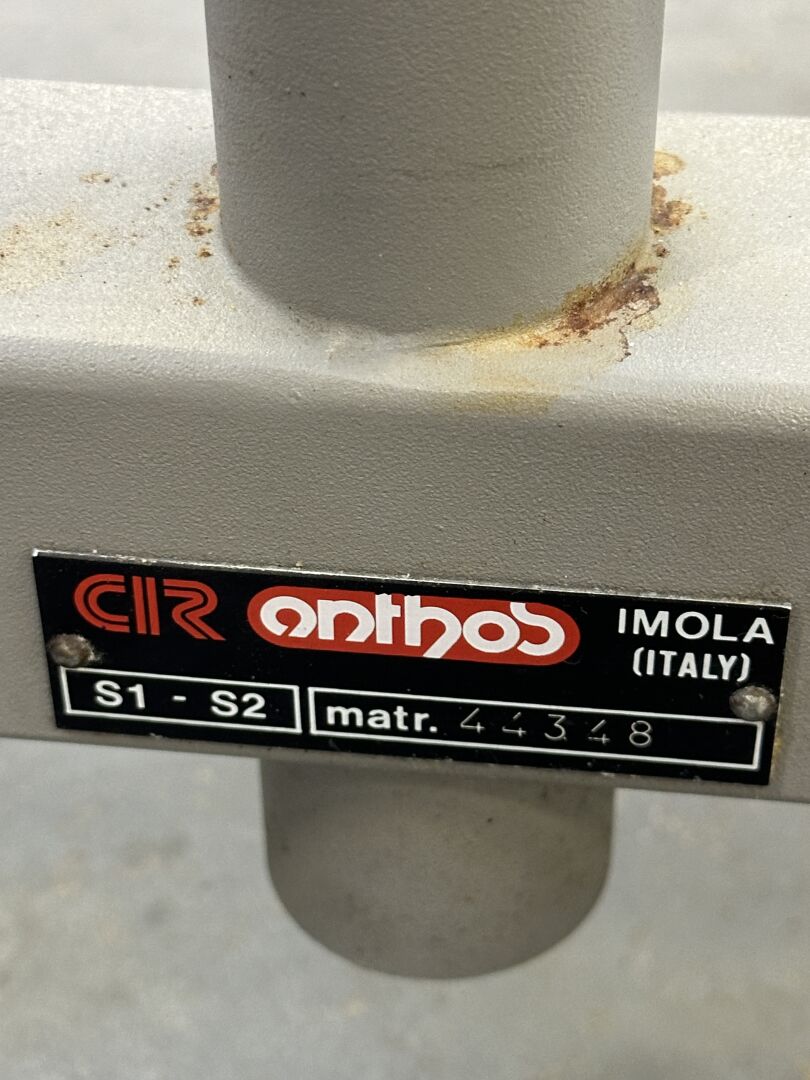 CIR anthos IMOLA
(ITALY)
S1 - S2 matr. 44348